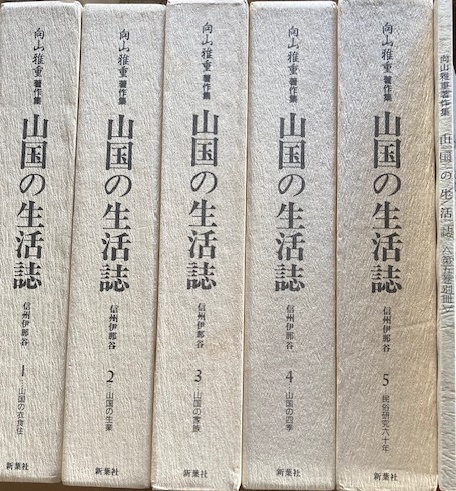 向山雅重著作集
山国の生活誌
信州伊那谷
1 山国の衣食住
新葉社
向山雅重著作集
山国の生活誌
信州伊那谷
2 山国の生業
新葉社
向山雅重著作集
山国の生活誌
信州伊那谷
3 山国の家族
新葉社
向山雅重著作集
山国の生活誌
信州伊那谷
4 山国の四季
新葉社
向山雅重著作集
山国の生活誌
信州伊那谷
5 民俗研究六十年
新葉社
向山雅重著作集 山国の生活誌 第五巻別冊